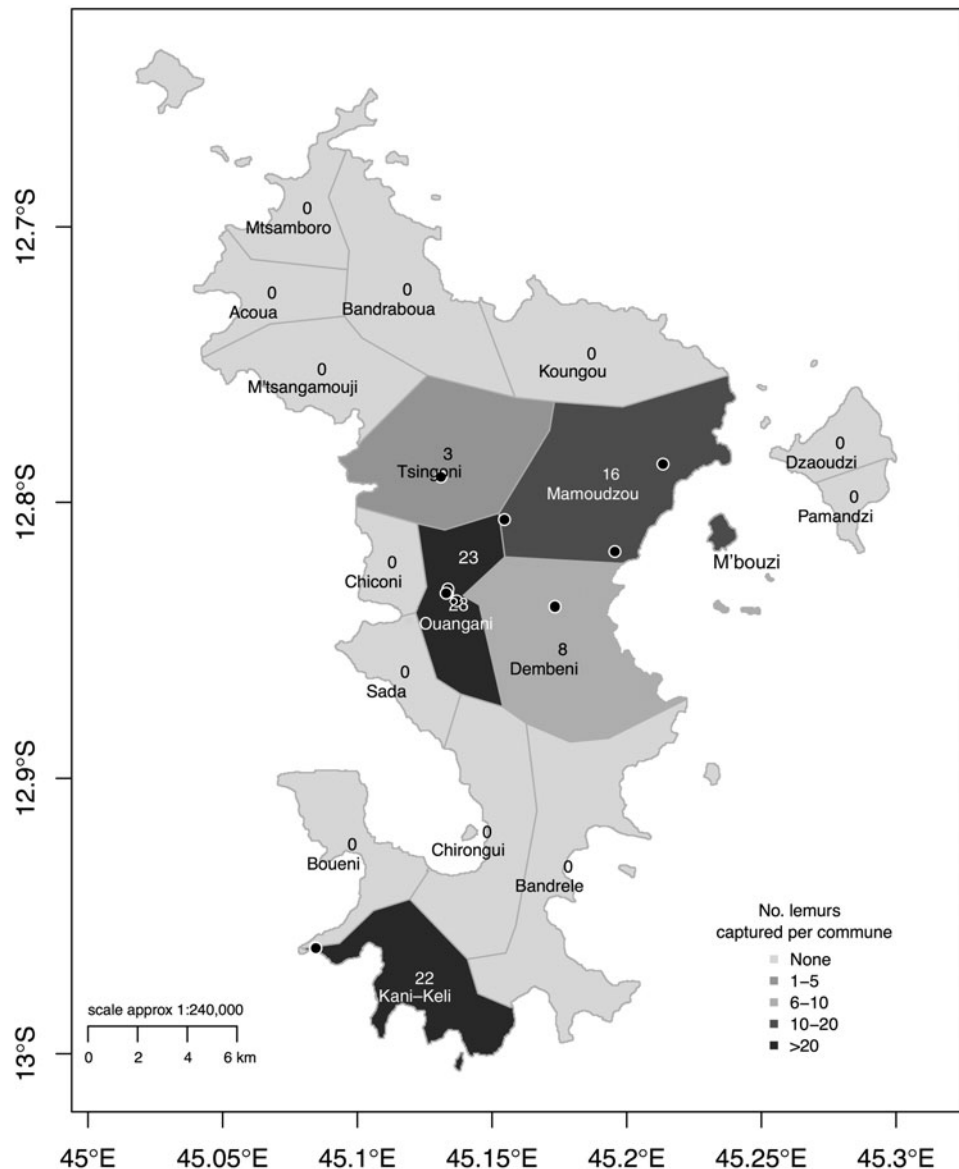 0
Mtsamboro
0
Acoua
0
Bandraboua
0
M'tsangamouji
0
Koungou
3
Tsingoni
16
Mamoudzou
0
Dzaoudzi
0
Pamandzi
M'bouzi
0
Chiconi
23
Ouangani
8
Dembeni
0
Sada
0
Boueni
0
Chirongui
0
Bandrele
22
Kani–Keli
No. lemurs
captured per commune
None
1–5
6–10
10–20
>20
scale approx 1:240,000
0 2 4 6 km
12.7°S
12.8°S
12.9°S
13°S
45°E 45.05°E 45.1°E 45.15°E 45.2°E 45.25°E 45.3°E